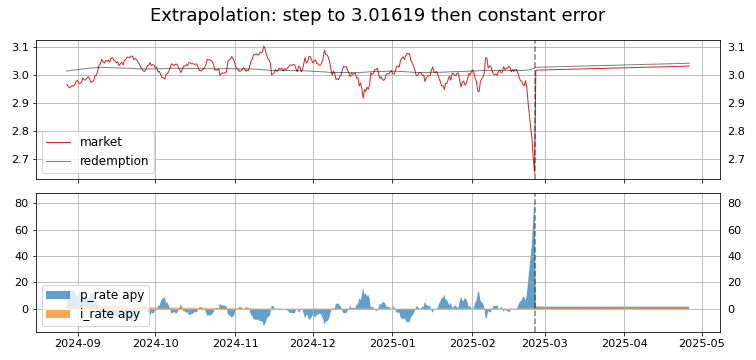 Extrapolation: step to 3.01619 then constant error
3.1 3.1
3.0 3.0
2.9 2.9
2.8 2.8
2.7 2.7
market
redemption
80 80
60 60
40 40
20 20
0 0
p_rate apy
i_rate apy
2024-09 2024-10 2024-11 2024-12 2025-01 2025-02 2025-03 2025-04 2025-05